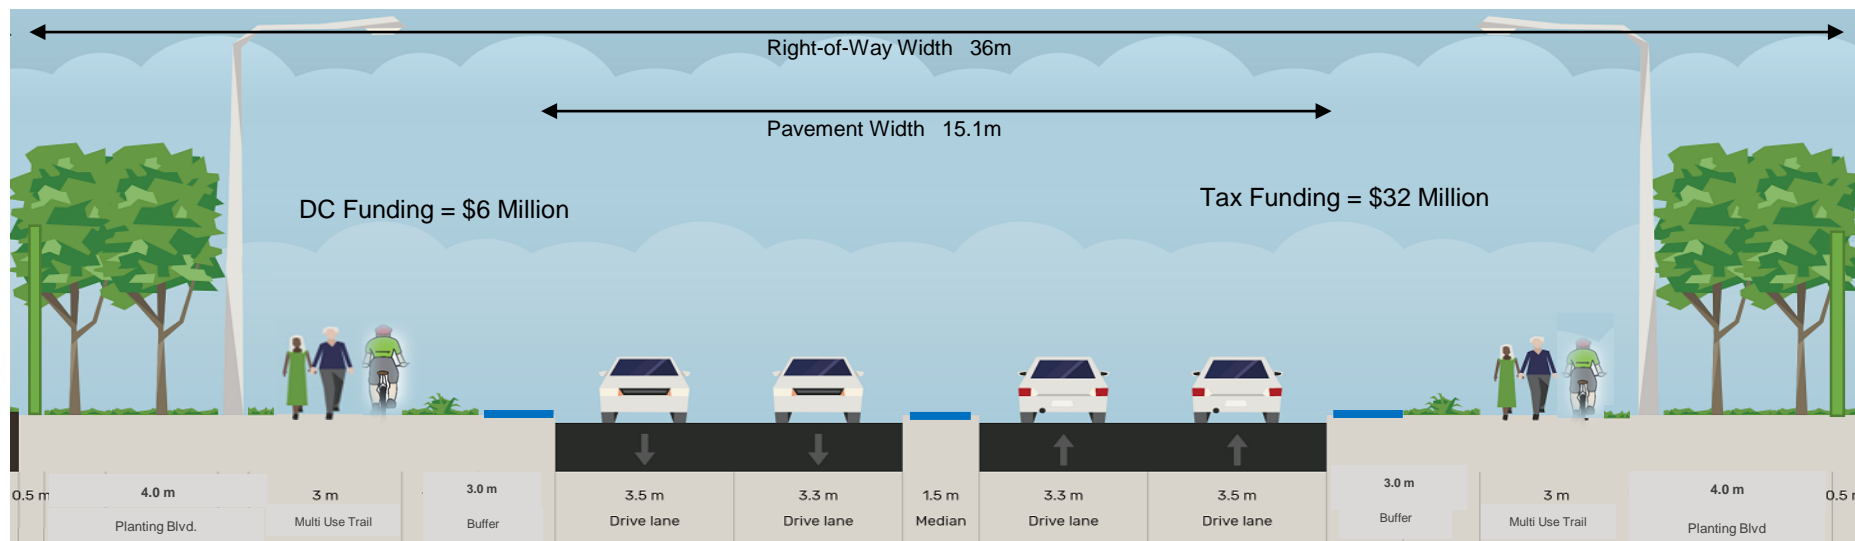 Right-of-Way Width 36m
Pavement Width 15.1m
DC Funding = $6 Million
Tax Funding = $32 Million
0.5 m
4.0 m
Planting Blvd.
3 m
Multi Use Trail
3.0 m
Buffer
3.5 m
Drive lane
3.3 m
Drive lane
1.5 m
Median
3.3 m
Drive lane
3.5 m
Drive lane
3.0 m
Buffer
3 m
Multi Use Trail
4.0 m
Planting Blvd
0.5 m